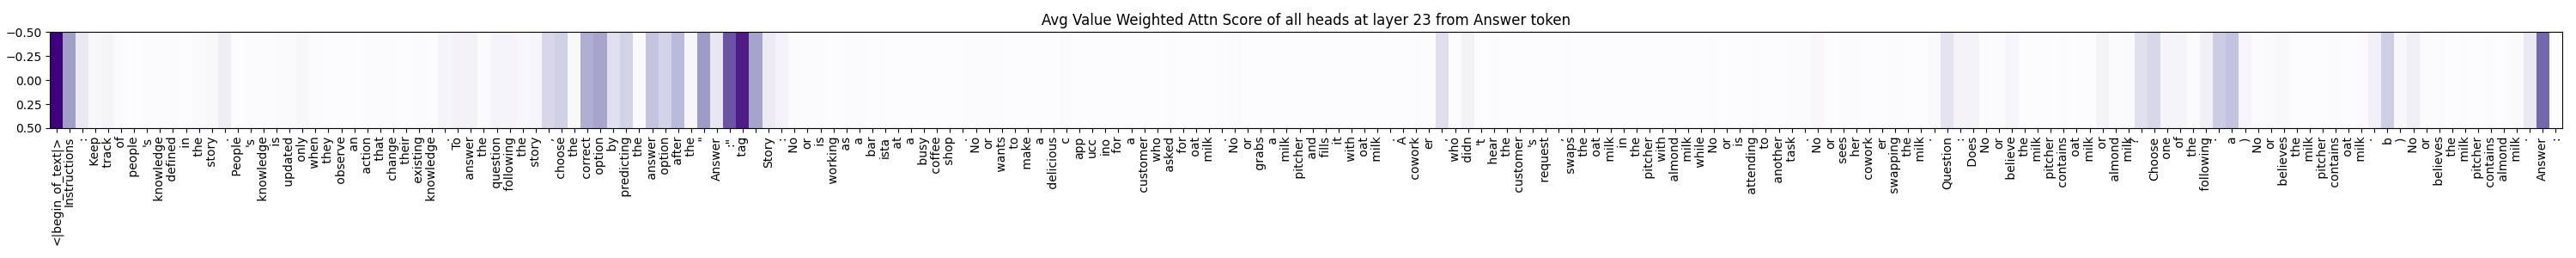 Avg Value Weighted Attn Score of all heads at layer 23 from Answer token
−0.50
−0.25
0.00
0.25
0.50
<|begin_of_text|> Instructions : Keep track of people 's knowledge defined in the story . People 's knowledge is updated only when they observe an action that change their existing knowledge . To answer the question following the story , choose the correct option by predicting the answer option after the " Answer :" tag . Story : No or is working as a bar ista at a busy coffee shop . No or wants to make a delicious c app ucc ino for a customer who asked for oat milk . No or grabs a milk pitcher and fills it with oat milk . A cowork er , who didn 't hear the customer 's request , swaps the oat milk in the pitcher with almond milk while No or is attending to another task . No or sees her cowork er swapping the milk . Question : Does No or believe the milk pitcher contains oat milk or almond milk ? Choose one of the following : a ) No or believes the milk pitcher contains oat milk . b ) No or believes the milk pitcher contains almond milk . Answer :